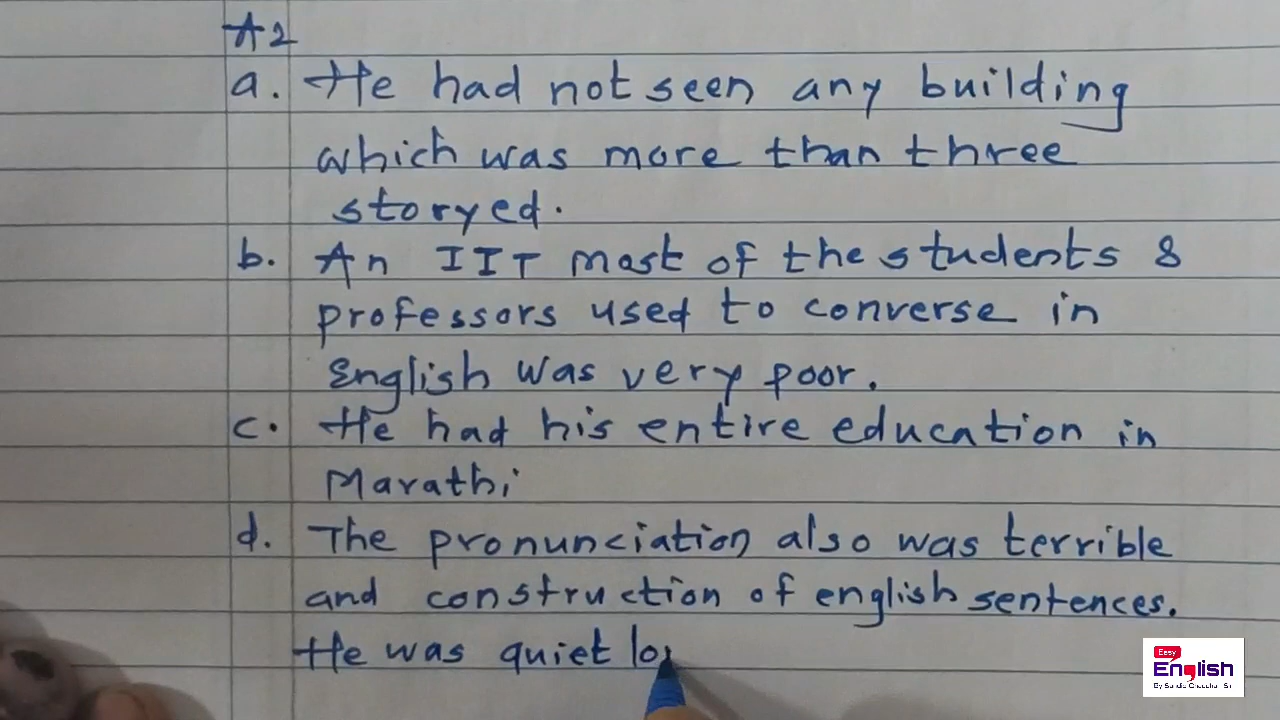 A2
a. He had not seen any building
which was more than three
storyed.
b. An IIT most of the students &
professors used to converse in
English was very poor.
c. He had his entire education in
Marathi
d. The pronunciation also was terrible
and construction of english sentences.
He was quiet
Easy
English
By